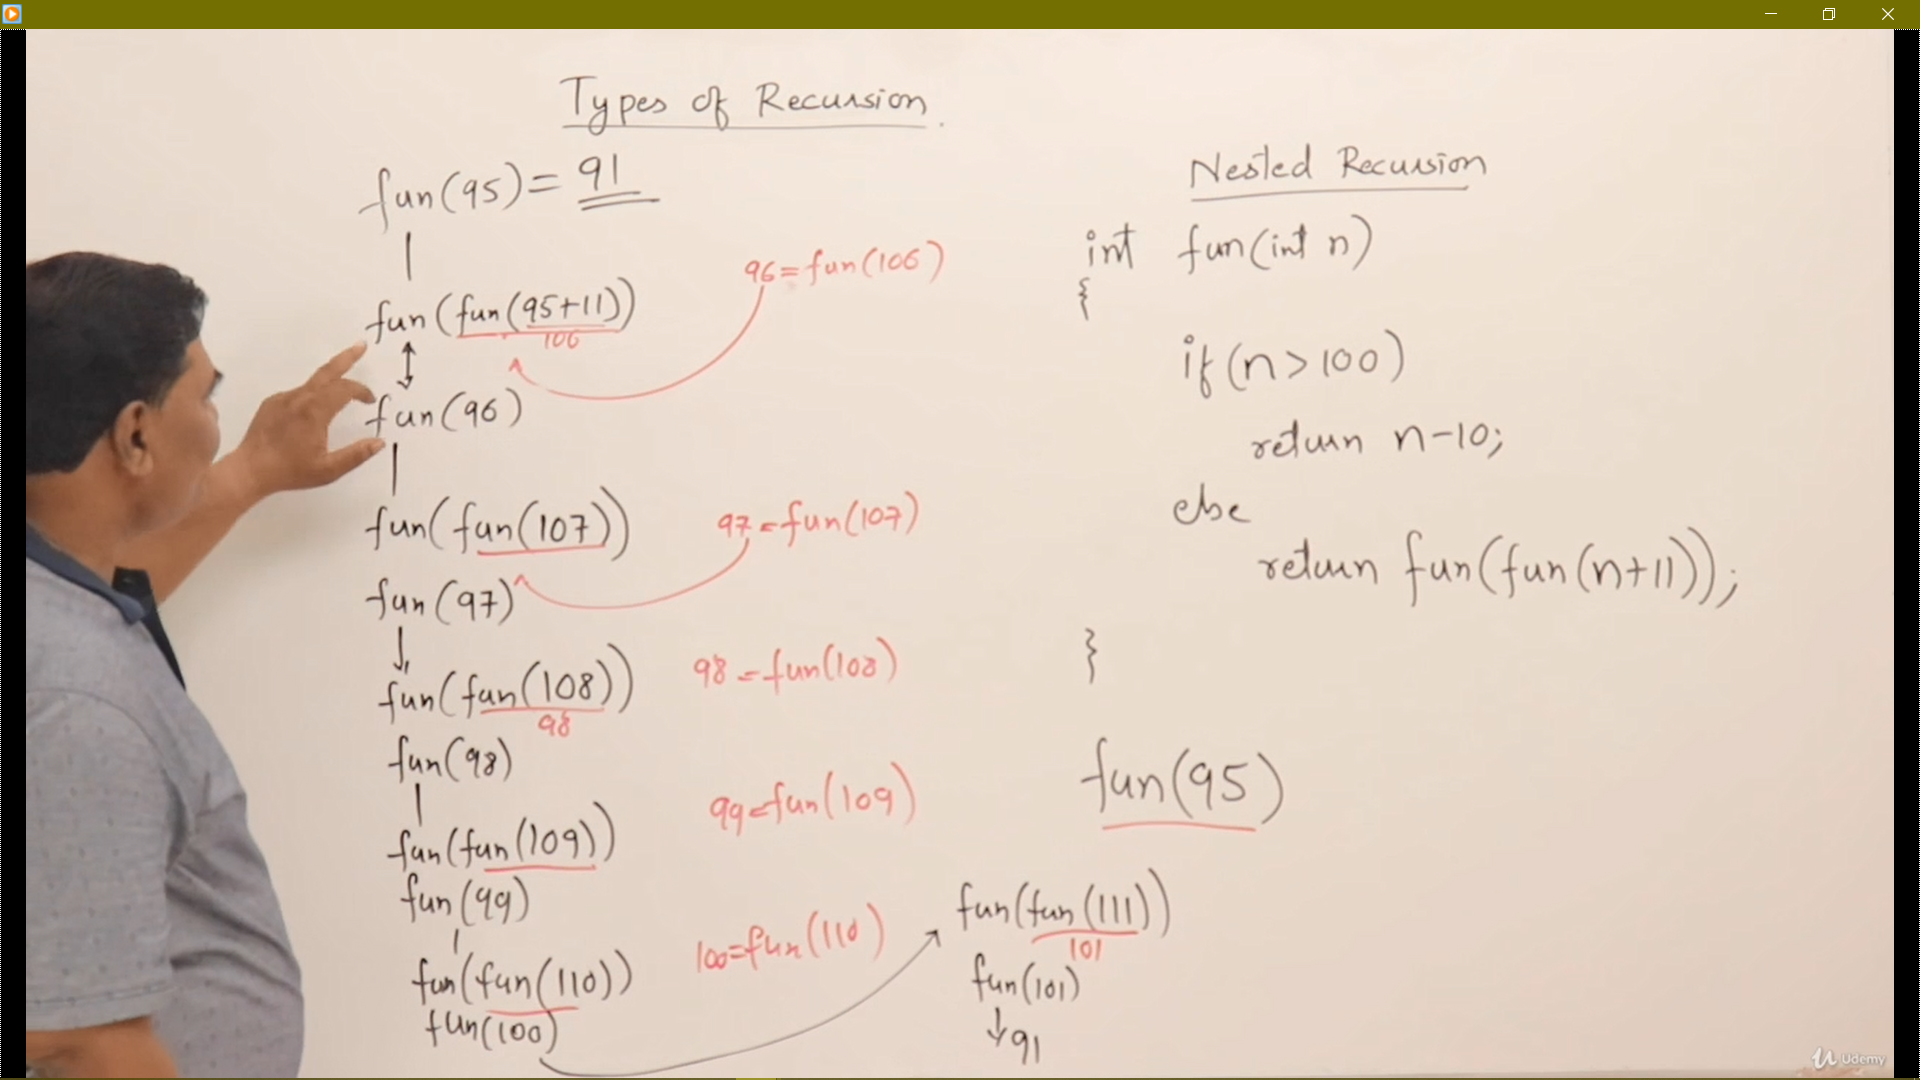 Types of Recursion.
fun(95) = 91
fun(fun(95+11))
106
96=fun(106)
fun(96)
fun(fun(107))
97=fun(107)
fun(97)
fun(fun(108))
98
98=fun(108)
fun(98)
fun(fun(109))
99=fun(109)
fun(99)
fun(fun(110))
100=fun(110)
fun(100)
fun(fun(111))
101
fun(101)
91
Nested Recursion
int fun(int n)
{
if(n>100)
return n-10;
else
return fun(fun(n+11));
}
fun(95)
Udemy